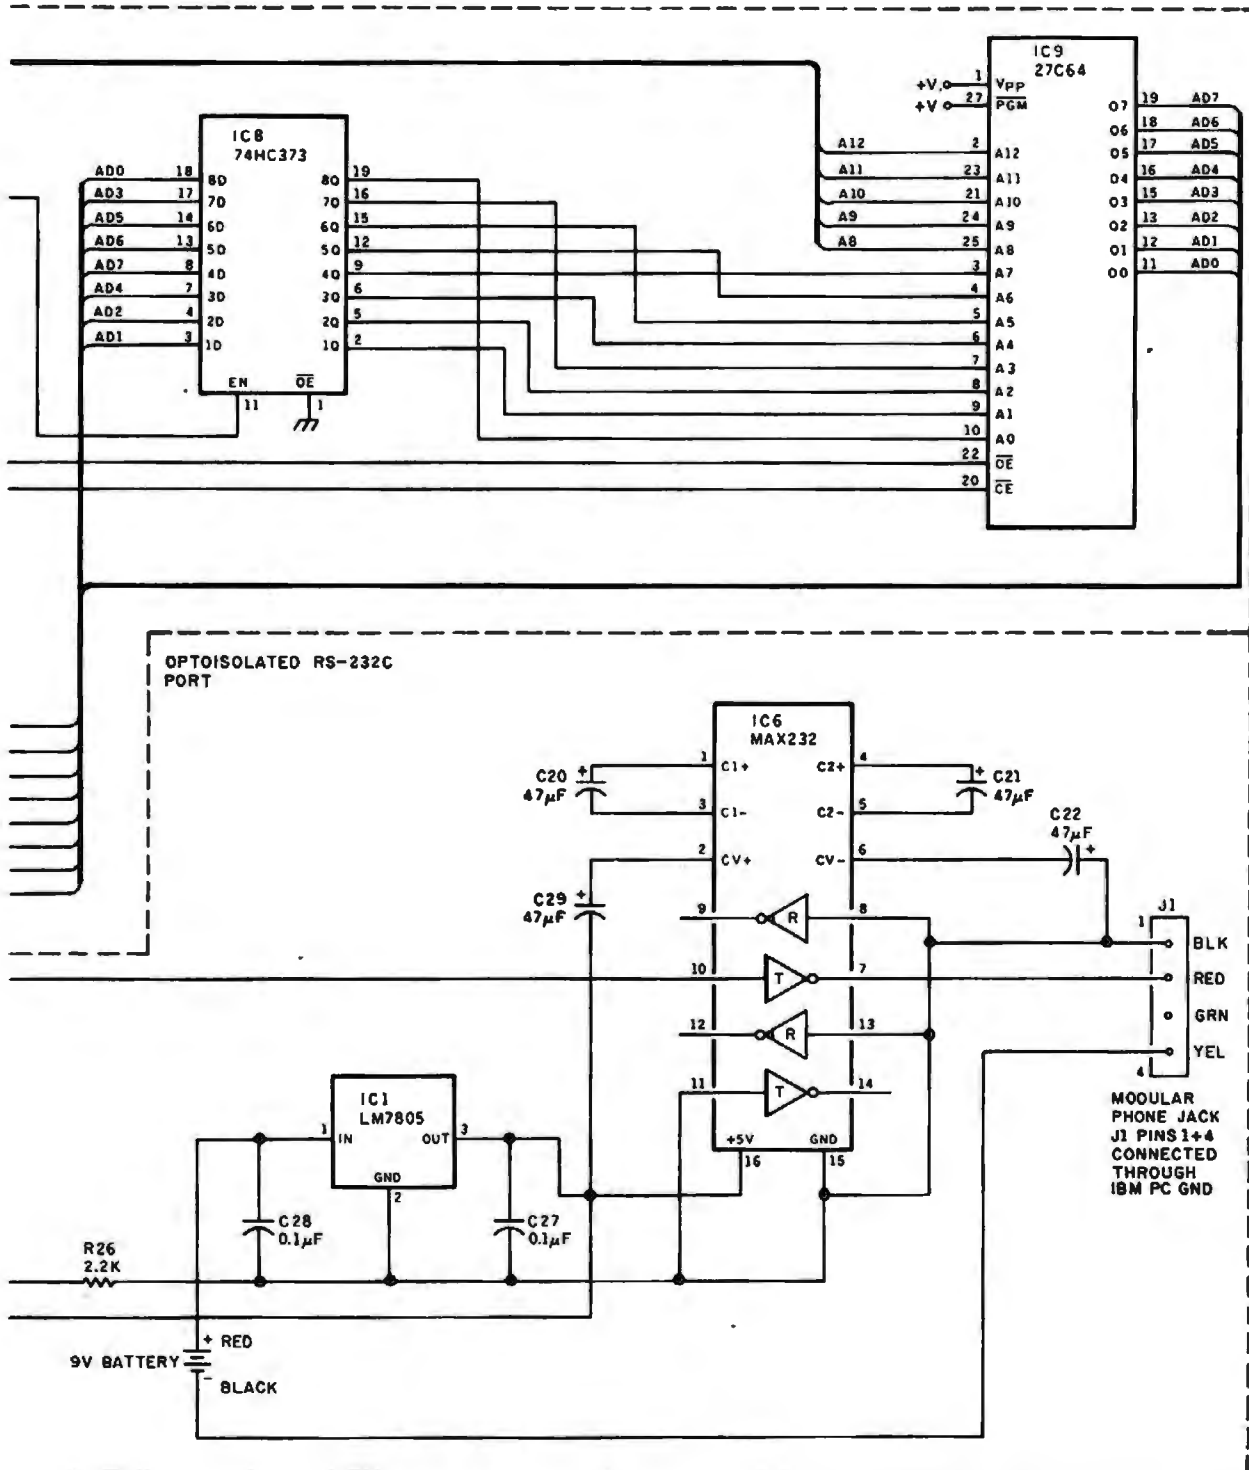 IC8
74HC373
AD0 18 8D 8Q 19
AD3 17 7D 7Q 16
AD5 14 6D 6Q 15
AD6 13 5D 5Q 12
AD7 8 4D 4Q 9
AD4 7 3D 3Q 6
AD2 4 2D 2Q 5
AD1 3 1D 1Q 2
EN OE
11 1
IC9
27C64
+V 1 VPP
+V 27 PGM
A12 2 A12
A11 23 A11
A10 21 A10
A9 24 A9
A8 25 A8
3 A7
4 A6
5 A5
6 A4
7 A3
8 A2
9 A1
10 A0
22 OE
20 CE
O7 19 AD7
O6 18 AD6
O5 17 AD5
O4 16 AD4
O3 15 AD3
O2 13 AD2
O1 12 AD1
O0 11 AD0
OPTOISOLATED RS-232C
PORT
IC6
MAX232
1 C1+ C2+ 4
3 C1- C2- 5
2 CV+ CV- 6
9 R 8
10 T 7
12 R 13
11 T 14
+5V GND
16 15
C20 +
47µF
+ C21
47µF
C22
47µF +
C29 +
47µF
J1
1
BLK
RED
GRN
YEL
4
MODULAR
PHONE JACK
J1 PINS 1+4
CONNECTED
THROUGH
IBM PC GND
IC1
LM7805
1 IN OUT 3
GND
2
C28
0.1µF
C27
0.1µF
R26
2.2K
+ RED
9V BATTERY
- BLACK